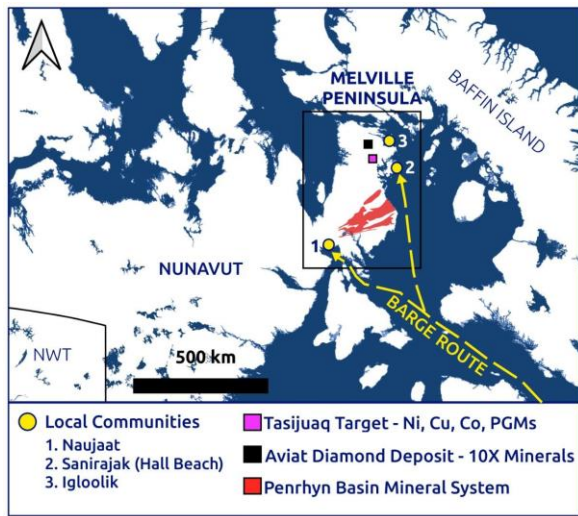 MELVILLE
PENINSULA
BAFFIN ISLAND
3
2
1
NUNAVUT
BARGE ROUTE
NWT
500 km
Local Communities
1. Naujaat
2. Sanirajak (Hall Beach)
3. Igloolik
Tasijuaq Target - Ni, Cu, Co, PGMs
Aviat Diamond Deposit - 10X Minerals
Penrhyn Basin Mineral System